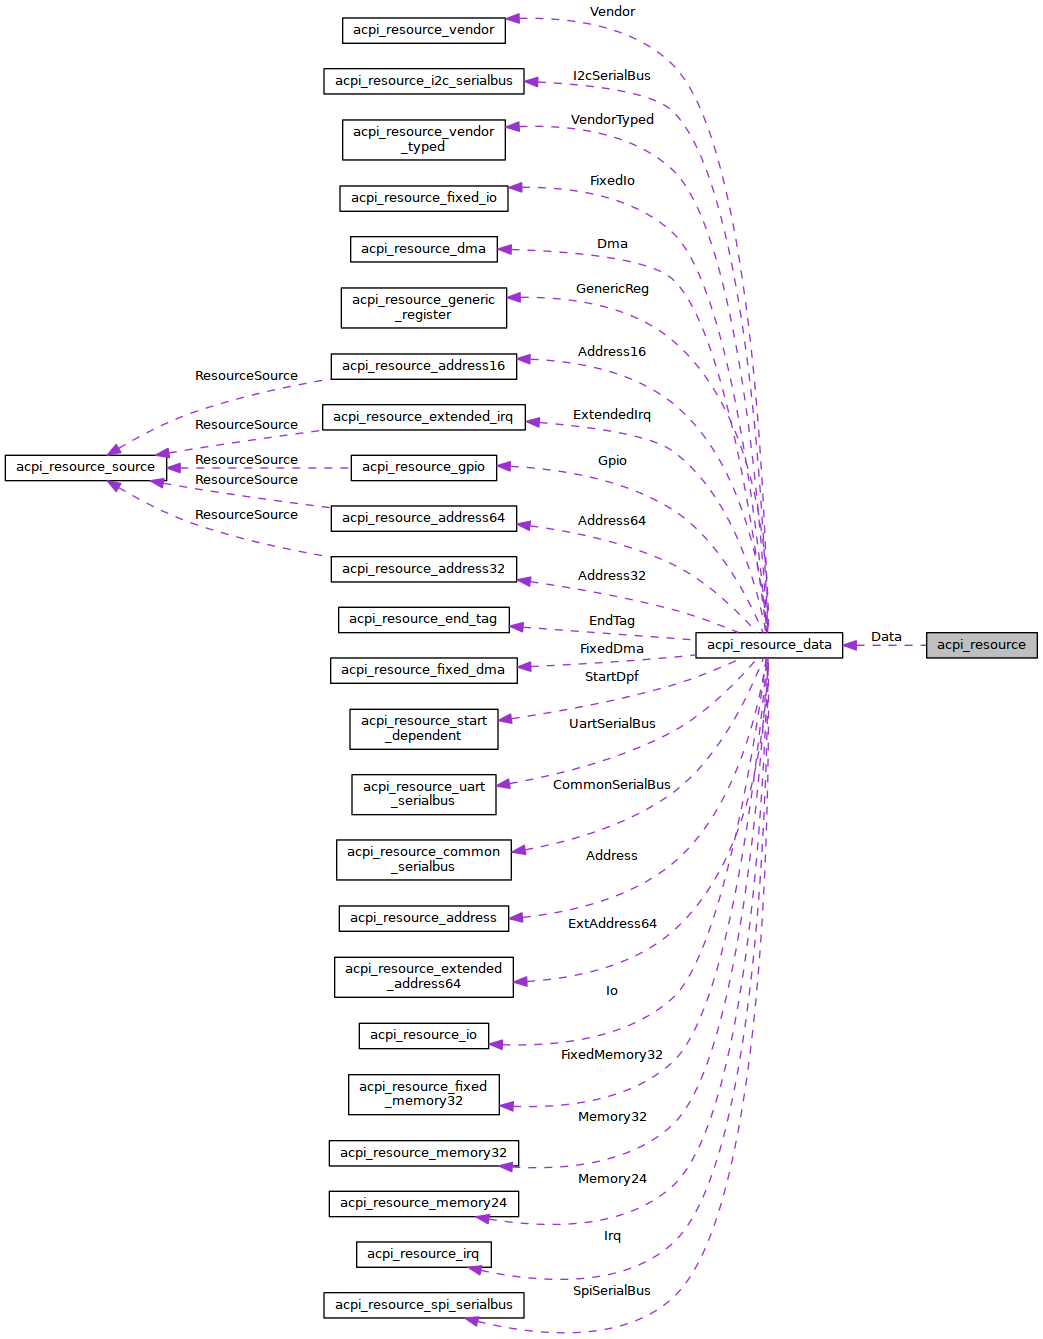 Vendor
acpi_resource_vendor
I2cSerialBus
acpi_resource_i2c_serialbus
VendorTyped
acpi_resource_vendor
_typed
FixedIo
acpi_resource_fixed_io
Dma
acpi_resource_dma
GenericReg
acpi_resource_generic
_register
Address16
acpi_resource_address16
ResourceSource
ExtendedIrq
acpi_resource_extended_irq
ResourceSource
Gpio
acpi_resource_gpio
ResourceSource
acpi_resource_source
ResourceSource
Address64
acpi_resource_address64
ResourceSource
Address32
acpi_resource_address32
EndTag
acpi_resource_end_tag
Data
acpi_resource_data
acpi_resource
FixedDma
acpi_resource_fixed_dma
StartDpf
acpi_resource_start
_dependent
UartSerialBus
acpi_resource_uart
_serialbus
CommonSerialBus
acpi_resource_common
_serialbus
Address
acpi_resource_address
ExtAddress64
acpi_resource_extended
_address64
Io
acpi_resource_io
FixedMemory32
acpi_resource_fixed
_memory32
Memory32
acpi_resource_memory32
Memory24
acpi_resource_memory24
Irq
acpi_resource_irq
SpiSerialBus
acpi_resource_spi_serialbus